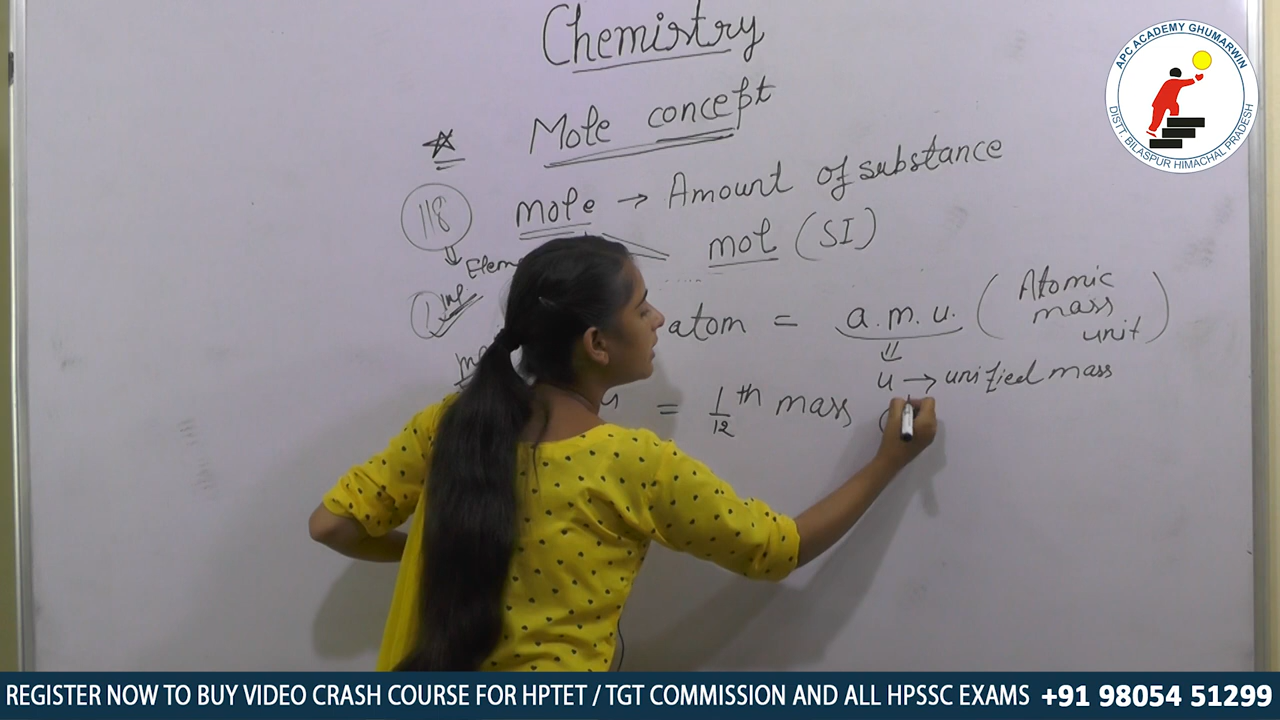 Chemistry
Mole concept
118
mole → Amount of substance
mol (SI)
Elem
Imp
atom = a.m.u. (Atomic mass unit)
u → unified mass
= 1/12 th mass
APC ACADEMY GHUMARWIN
DISTT. BILASPUR HIMACHAL PRADESH
REGISTER NOW TO BUY VIDEO CRASH COURSE FOR HPTET / TGT COMMISSION AND ALL HPSSC EXAMS +91 98054 51299